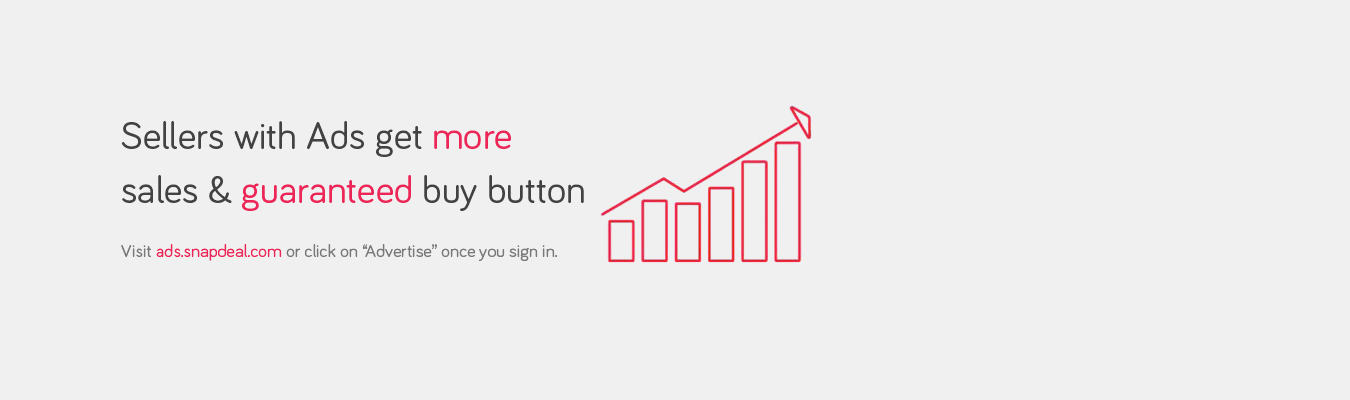 Sellers with Ads get more
sales & guaranteed buy button
Visit ads.snapdeal.com or click on “Advertise” once you sign in.